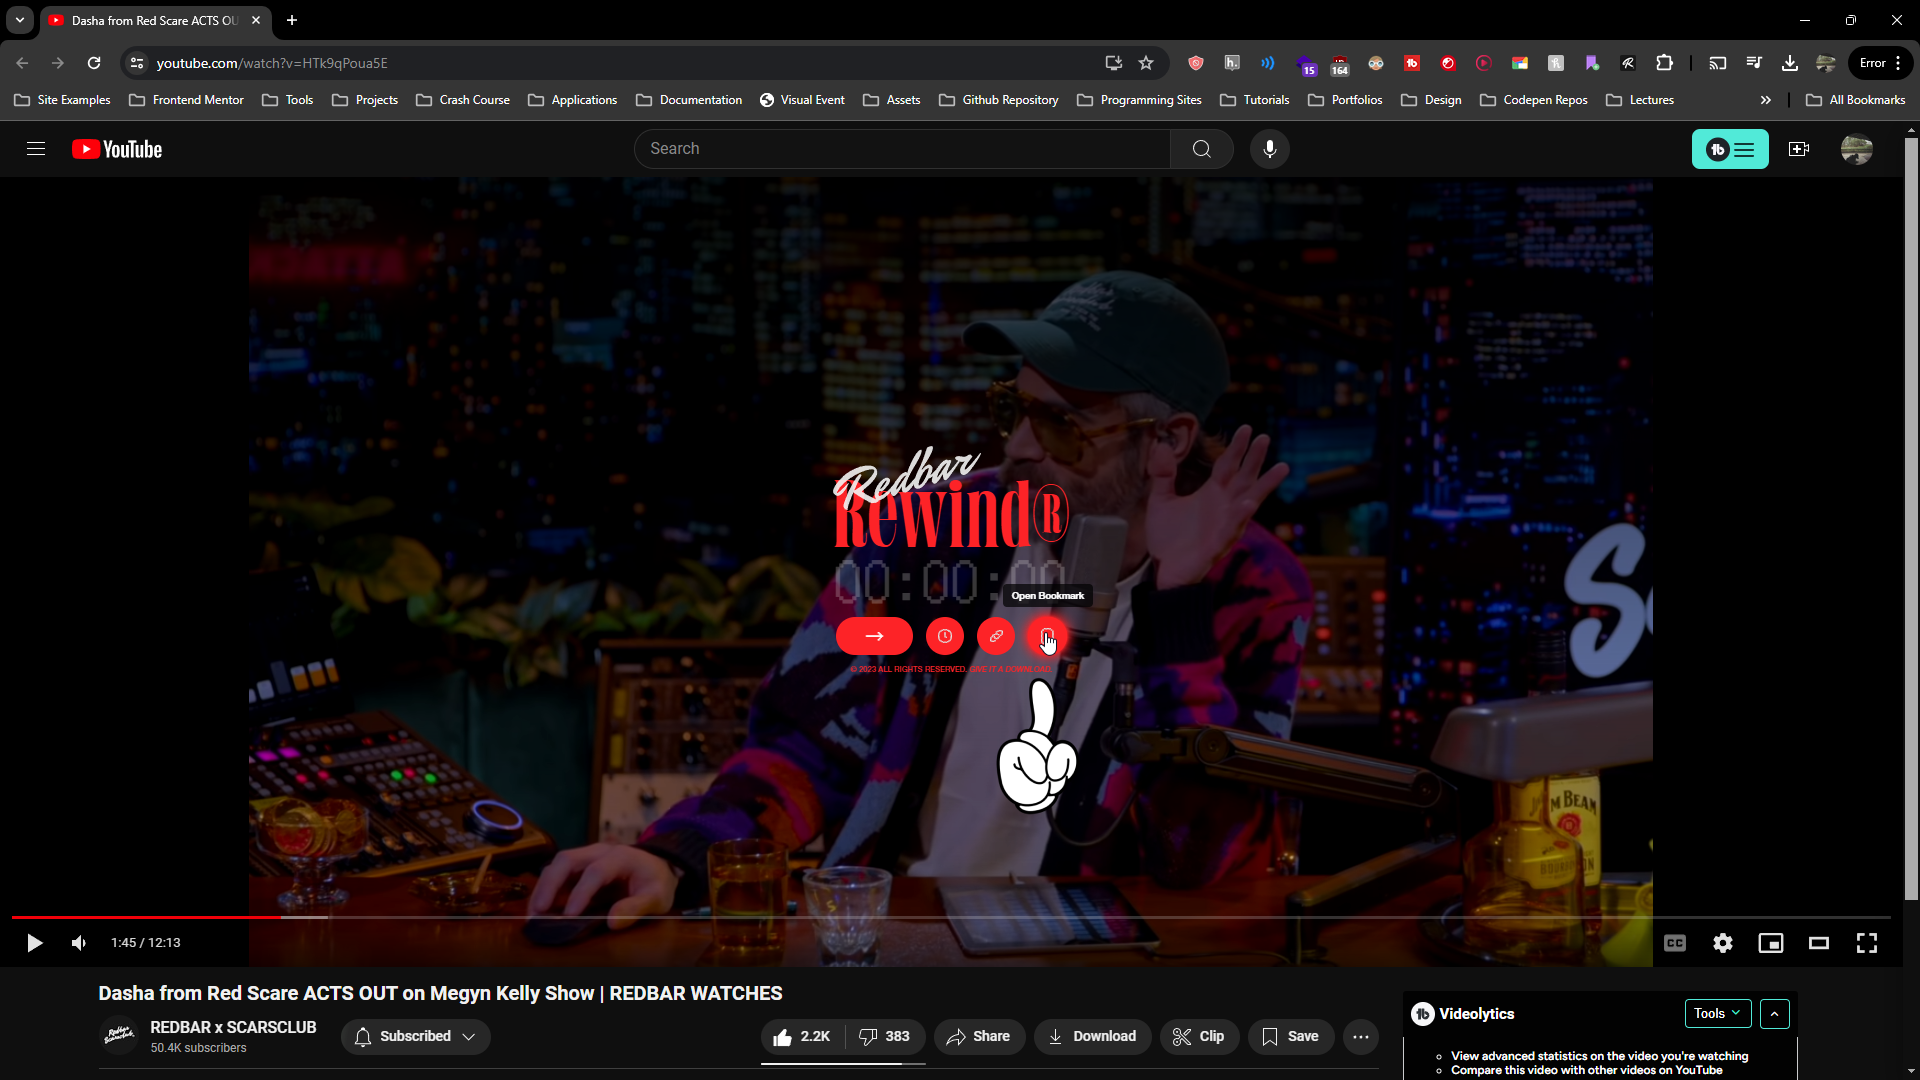 Dasha from Red Scare ACTS OU
youtube.com/watch?v=HTk9qPoua5E
15
164
Error
Site Examples
Frontend Mentor
Tools
Projects
Crash Course
Applications
Documentation
Visual Event
Assets
Github Repository
Programming Sites
Tutorials
Portfolios
Design
Codepen Repos
Lectures
All Bookmarks
YouTube
Search
Redbar
Rewind®
00:00:00
Open Bookmark
© 2023 ALL RIGHTS RESERVED. GIVE IT A DOWNLOAD
M BEAM
1:45 / 12:13
CC
Dasha from Red Scare ACTS OUT on Megyn Kelly Show | REDBAR WATCHES
REDBAR x SCARSCLUB
50.4K subscribers
Subscribed
2.2K
383
Share
Download
Clip
Save
Videolytics
Tools
View advanced statistics on the video you're watching
Compare this video with other videos on YouTube